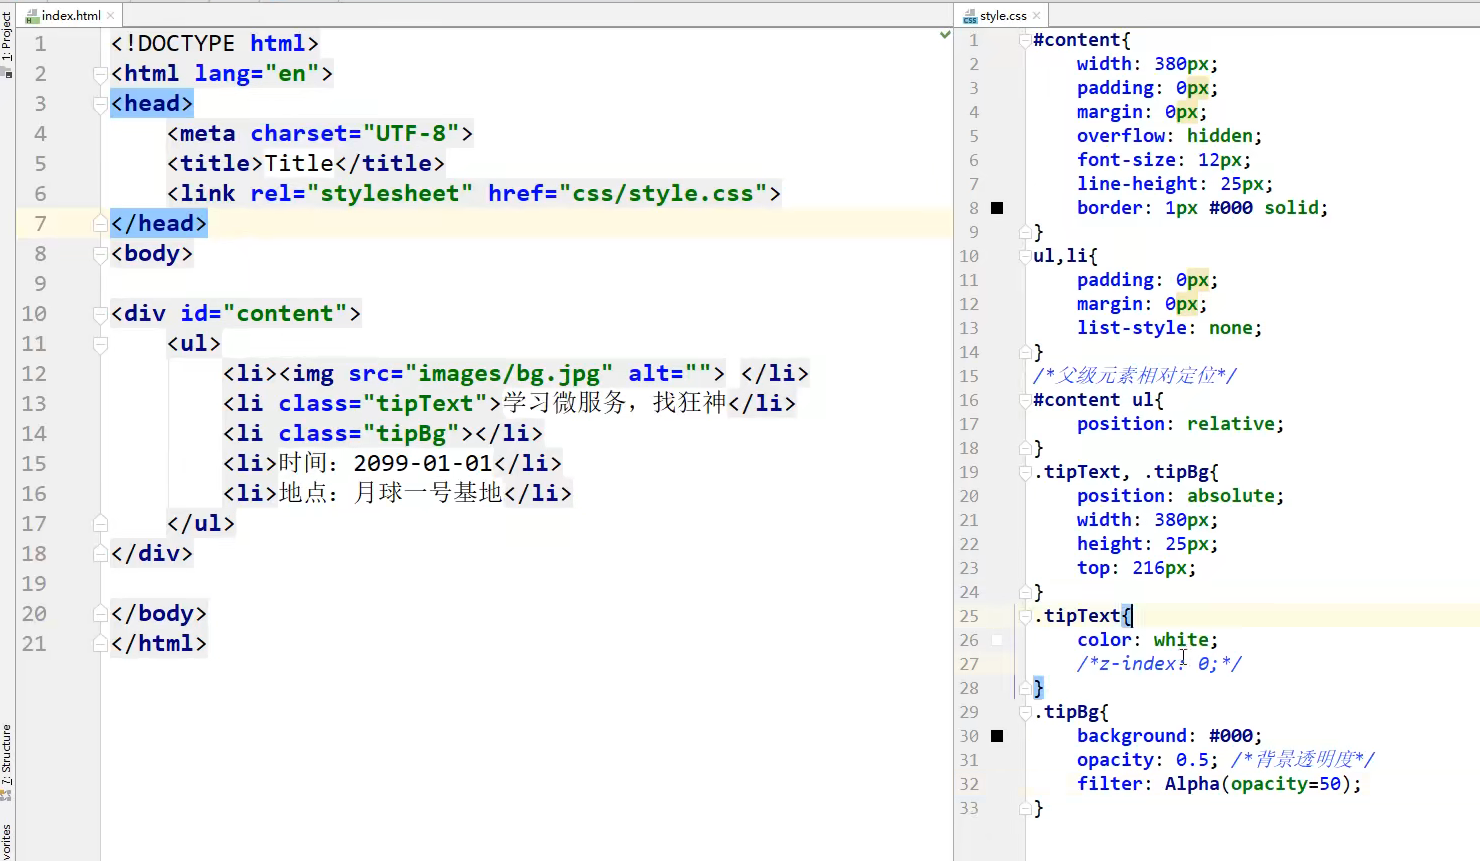 index.html
style.css
1: Project
1 <!DOCTYPE html>
2 <html lang="en">
3 <head>
4 <meta charset="UTF-8">
5 <title>Title</title>
6 <link rel="stylesheet" href="css/style.css">
7 </head>
8 <body>
9
10 <div id="content">
11 <ul>
12 <li><img src="images/bg.jpg" alt=""> </li>
13 <li class="tipText">学习微服务，找狂神</li>
14 <li class="tipBg"></li>
15 <li>时间：2099-01-01</li>
16 <li>地点：月球一号基地</li>
17 </ul>
18 </div>
19
20 </body>
21 </html>
7: Structure
vorites
1 #content{
2 width: 380px;
3 padding: 0px;
4 margin: 0px;
5 overflow: hidden;
6 font-size: 12px;
7 line-height: 25px;
8 border: 1px #000 solid;
9 }
10 ul,li{
11 padding: 0px;
12 margin: 0px;
13 list-style: none;
14 }
15 /*父级元素相对定位*/
16 #content ul{
17 position: relative;
18 }
19 .tipText, .tipBg{
20 position: absolute;
21 width: 380px;
22 height: 25px;
23 top: 216px;
24 }
25 .tipText{
26 color: white;
27 /*z-index: 0;*/
28 }
29 .tipBg{
30 background: #000;
31 opacity: 0.5; /*背景透明度*/
32 filter: Alpha(opacity=50);
33 }